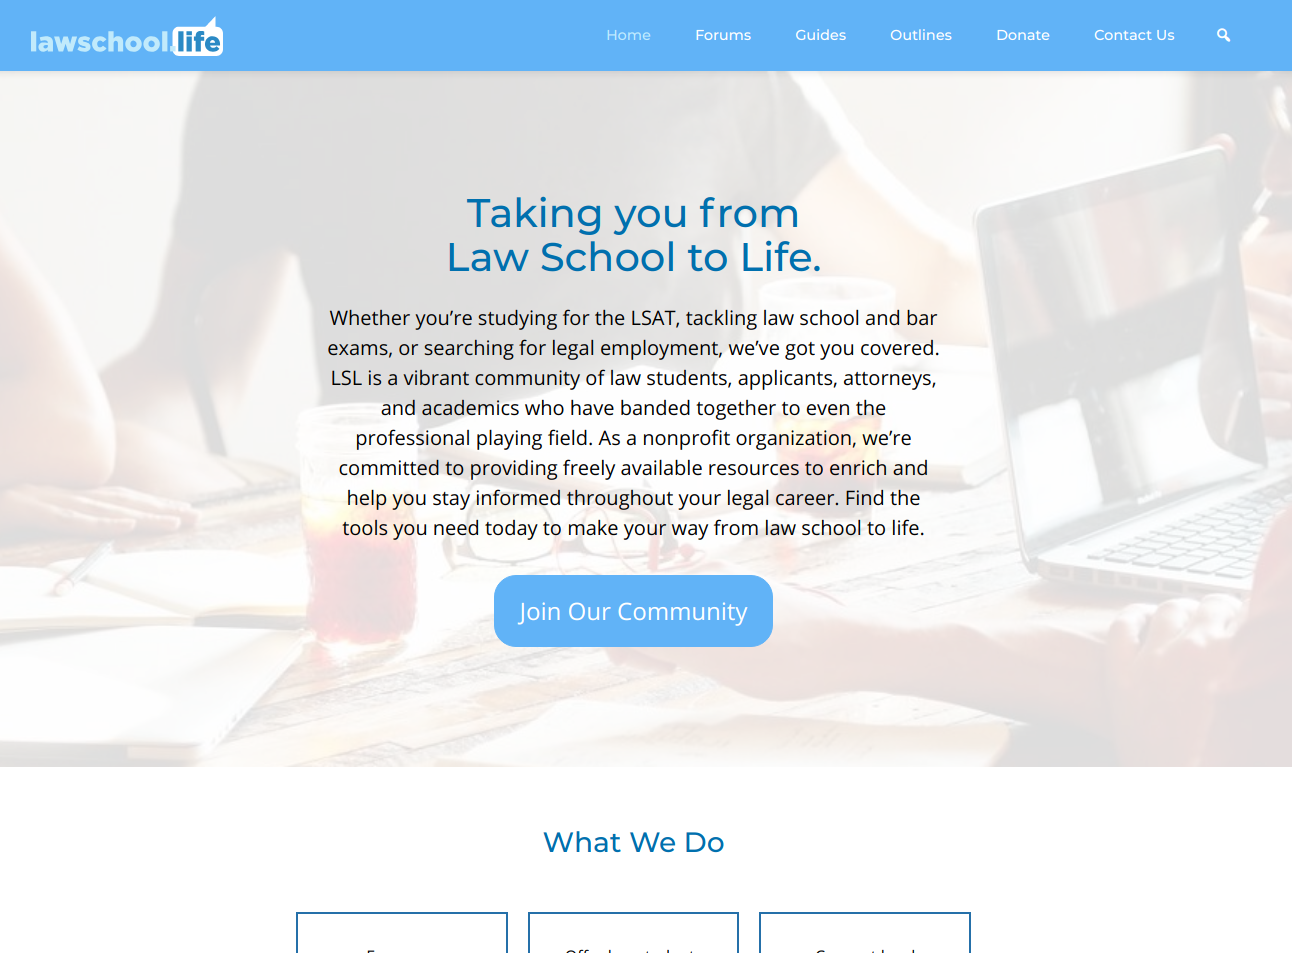 lawschool.life
Home Forums Guides Outlines Donate Contact Us
Taking you from
Law School to Life.
Whether you’re studying for the LSAT, tackling law school and bar
exams, or searching for legal employment, we’ve got you covered.
LSL is a vibrant community of law students, applicants, attorneys,
and academics who have banded together to even the
professional playing field. As a nonprofit organization, we’re
committed to providing freely available resources to enrich and
help you stay informed throughout your legal career. Find the
tools you need today to make your way from law school to life.
Join Our Community
What We Do